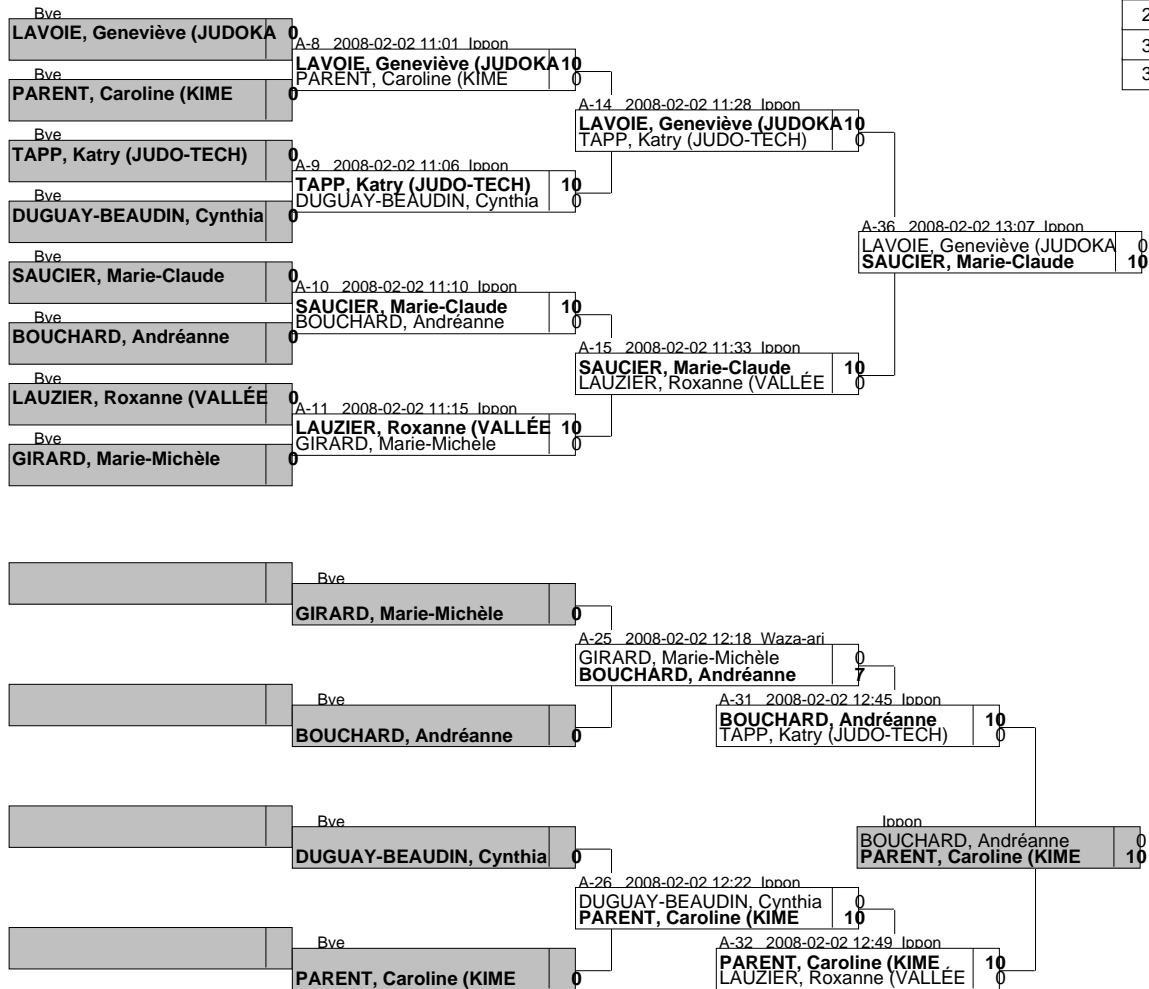 Bye
LAVOIE, Geneviève (JUDOKA 0
Bye
PARENT, Caroline (KIME 0
Bye
TAPP, Katry (JUDO-TECH) 0
Bye
DUGUAY-BEAUDIN, Cynthia 0
Bye
SAUCIER, Marie-Claude 0
Bye
BOUCHARD, Andréanne 0
Bye
LAUZIER, Roxanne (VALLÉE 0
Bye
GIRARD, Marie-Michèle 0
A-8 2008-02-02 11:01 Ippon
LAVOIE, Geneviève (JUDOKA 10
PARENT, Caroline (KIME 0
A-9 2008-02-02 11:06 Ippon
TAPP, Katry (JUDO-TECH) 10
DUGUAY-BEAUDIN, Cynthia 0
A-10 2008-02-02 11:10 Ippon
SAUCIER, Marie-Claude 10
BOUCHARD, Andréanne 0
A-11 2008-02-02 11:15 Ippon
LAUZIER, Roxanne (VALLÉE 10
GIRARD, Marie-Michèle 0
A-14 2008-02-02 11:28 Ippon
LAVOIE, Geneviève (JUDOKA 10
TAPP, Katry (JUDO-TECH) 0
A-15 2008-02-02 11:33 Ippon
SAUCIER, Marie-Claude 10
LAUZIER, Roxanne (VALLÉE 0
A-36 2008-02-02 13:07 Ippon
LAVOIE, Geneviève (JUDOKA 0
SAUCIER, Marie-Claude 10
2
3
3
Bye
GIRARD, Marie-Michèle 0
Bye
BOUCHARD, Andréanne 0
Bye
DUGUAY-BEAUDIN, Cynthia 0
Bye
PARENT, Caroline (KIME 0
A-25 2008-02-02 12:18 Waza-ari
GIRARD, Marie-Michèle 0
BOUCHARD, Andréanne 7
A-26 2008-02-02 12:22 Ippon
DUGUAY-BEAUDIN, Cynthia 0
PARENT, Caroline (KIME 10
A-31 2008-02-02 12:45 Ippon
BOUCHARD, Andréanne 10
TAPP, Katry (JUDO-TECH) 0
A-32 2008-02-02 12:49 Ippon
PARENT, Caroline (KIME 10
LAUZIER, Roxanne (VALLÉE 0
Ippon
BOUCHARD, Andréanne 0
PARENT, Caroline (KIME 10